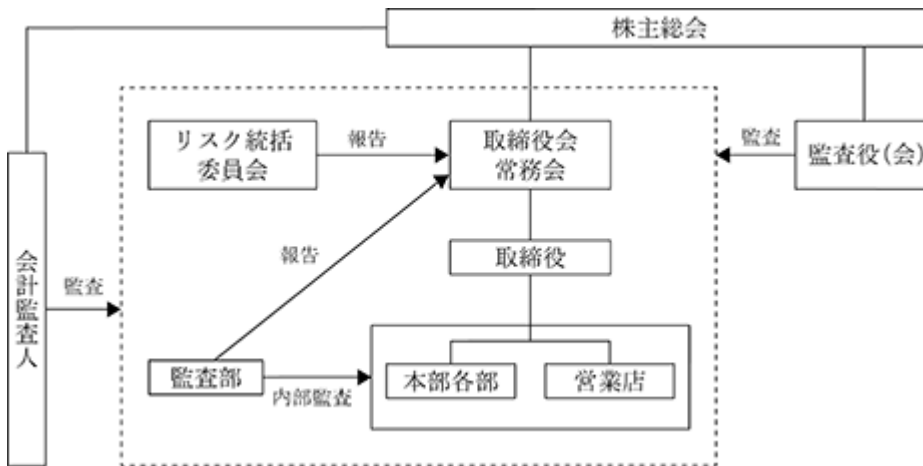 株主総会
リスク統括
委員会
報告
取締役会
常務会
監査
監査役(会)
報告
取締役
会計監査人
監査
監査部
内部監査
本部各部
営業店